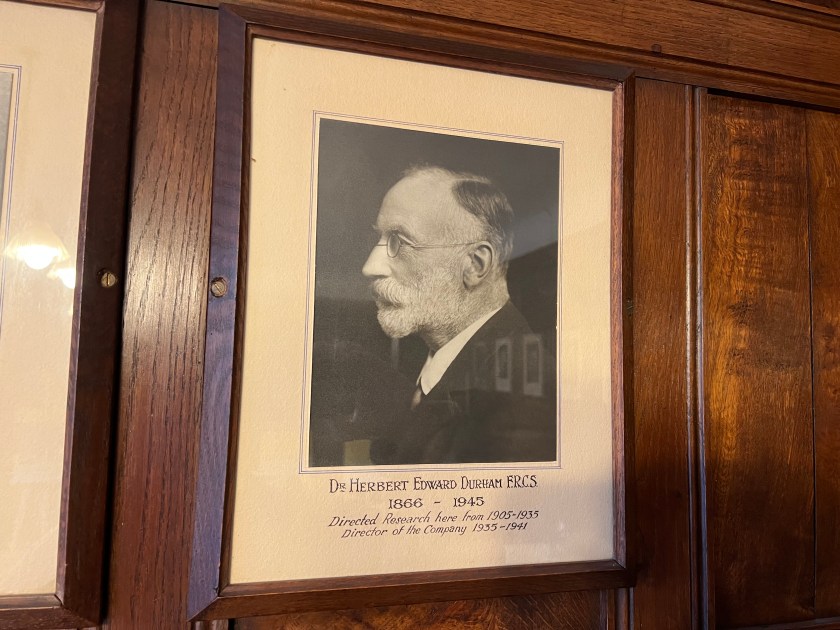 DR HERBERT EDWARD DURHAM F.R.C.S.
1866 - 1945
Directed Research here from 1905-1935
Director of the Company 1935-1941